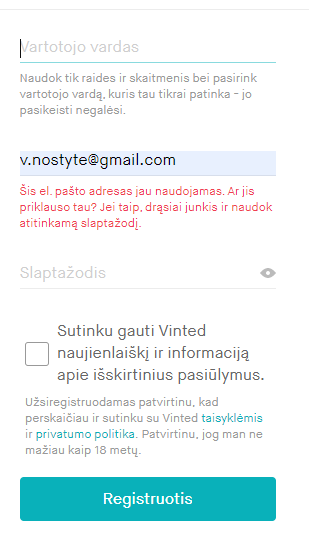 Vartotojo vardas
Naudok tik raides ir skaitmenis bei pasirink
vartotojo vardą, kuris tau tikrai patinka - jo
pasikeisti negalėsi.
v.nostyte@gmail.com
Šis el. pašto adresas jau naudojamas. Ar jis
priklauso tau? Jei taip, drąsiai junkis ir naudok
atitinkamą slaptažodį.
Slaptažodis
Sutinku gauti Vinted
naujienlaiškį ir informaciją
apie išskirtinius pasiūlymus.
Užsiregistruodamas patvirtinu, kad
perskaičiau ir sutinku su Vinted taisyklėmis
ir privatumo politika. Patvirtinu, jog man ne
mažiau kaip 18 metų.
Registruotis